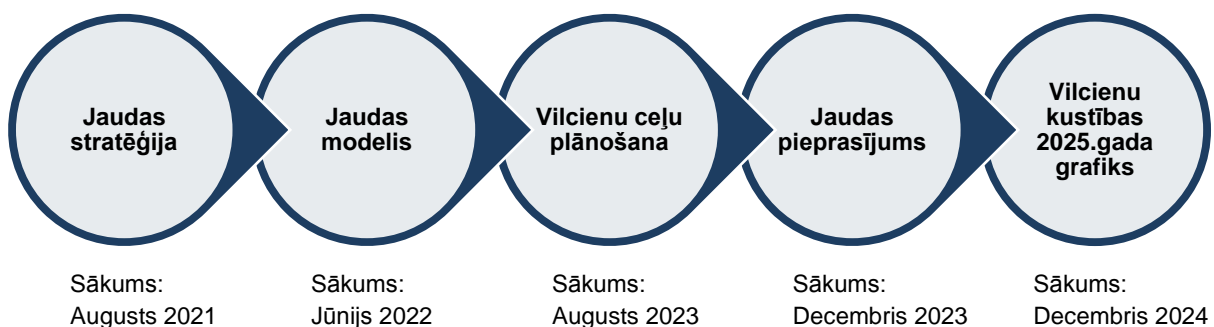 Jaudas
stratēģija
Jaudas
modelis
Vilcienu ceļu
plānošana
Jaudas
pieprasījums
Vilcienu
kustības
2025.gada
grafiks
Sākums:
Augusts 2021
Sākums:
Jūnijs 2022
Sākums:
Augusts 2023
Sākums:
Decembris 2023
Sākums:
Decembris 2024